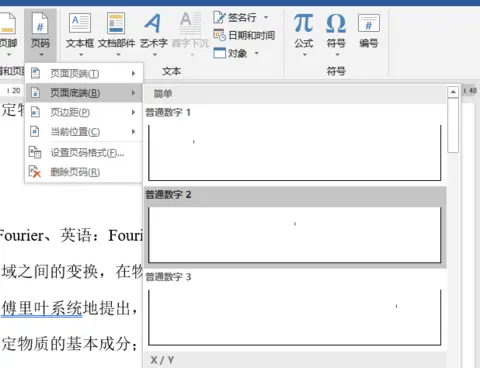 页脚 页码 文本框 文档部件 艺术字 首字下沉 签名行
日期和时间
对象
公式 符号 编号
文本 符号
页面顶端(T)
页面底端(B)
页边距(P)
当前位置(C)
设置页码格式(F)...
删除页码(R)
20
48
简单
普通数字 1
普通数字 2
普通数字 3
X / Y
定物
Fourier、英语：Fouri
域之间的变换，在物
傅里叶系统地提出，
定物质的基本成分；